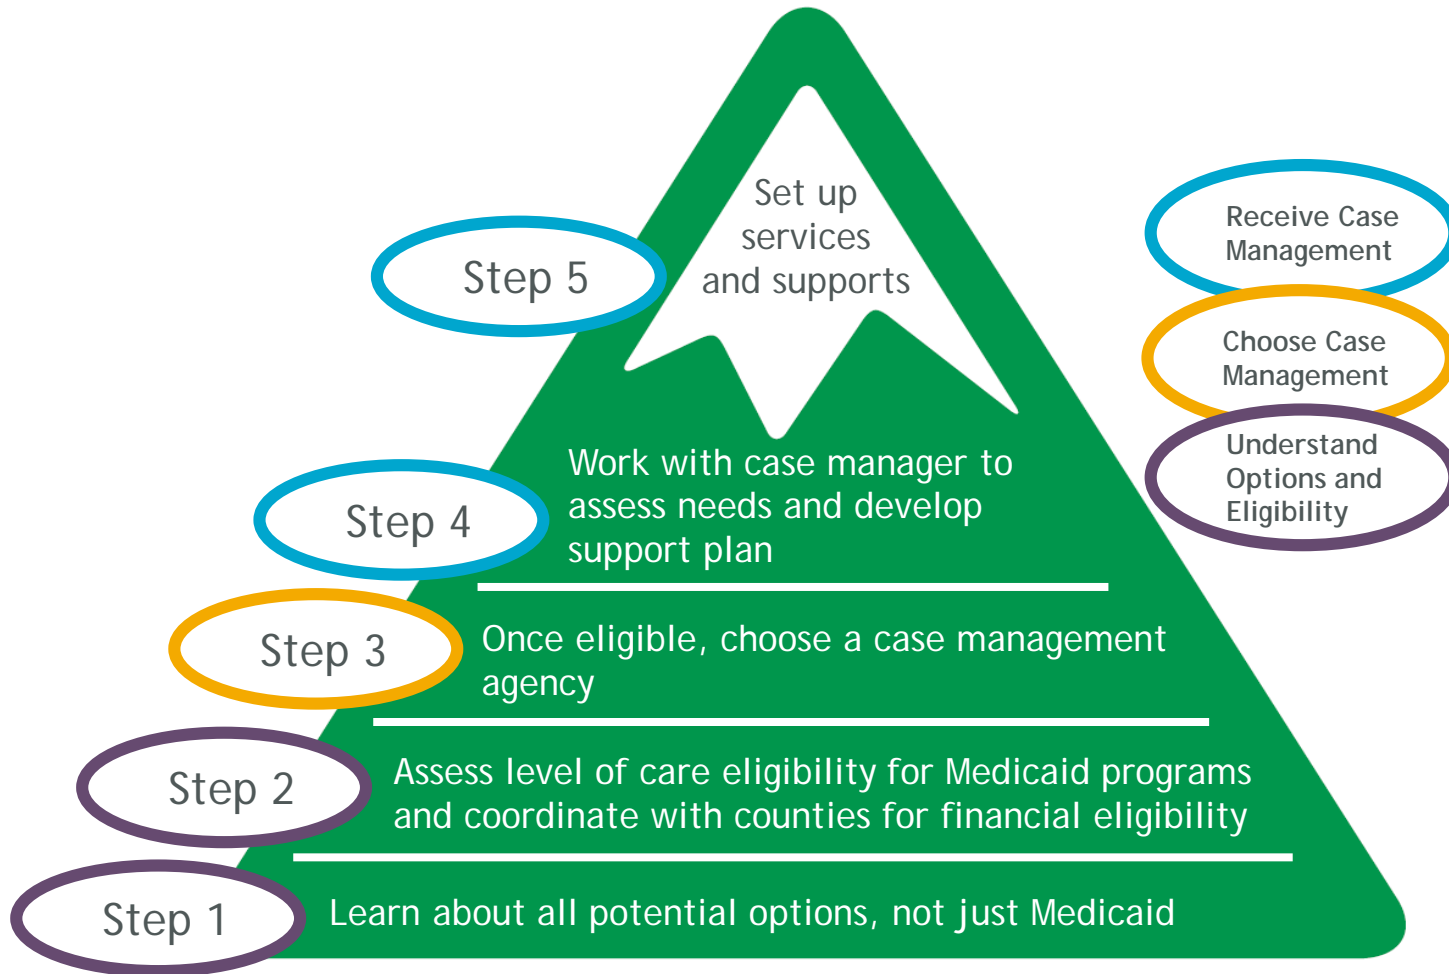 Set up
services
and supports
Step 5
Work with case manager to
assess needs and develop
support plan
Step 4
Once eligible, choose a case management
agency
Step 3
Assess level of care eligibility for Medicaid programs
and coordinate with counties for financial eligibility
Step 2
Learn about all potential options, not just Medicaid
Step 1
Receive Case
Management
Choose Case
Management
Understand
Options and
Eligibility